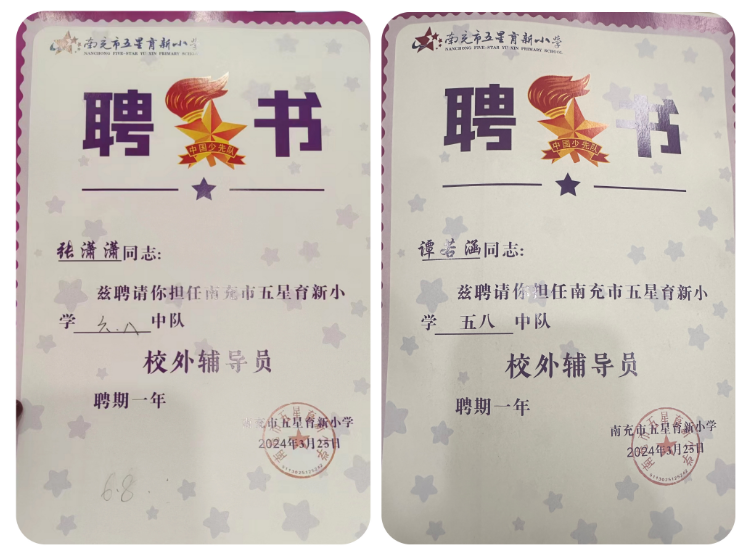 南充市五星育新小学
NANCHONG FIVE-STAR YU XIN PRIMARY SCHOOL
聘书
中国少先队
张潇潇同志:
兹聘请你担任南充市五星育新小
学 六.八 中队
校外辅导员
聘期一年
南充市五星育新小学
2024年3月25日
6.8
南充市五星育新小学
NANCHONG FIVE-STAR YU XIN PRIMARY SCHOOL
聘书
中国少先队
谭若涵同志:
兹聘请你担任南充市五星育新小
学 五八 中队
校外辅导员
聘期一年
南充市五星育新小学
2024年3月25日